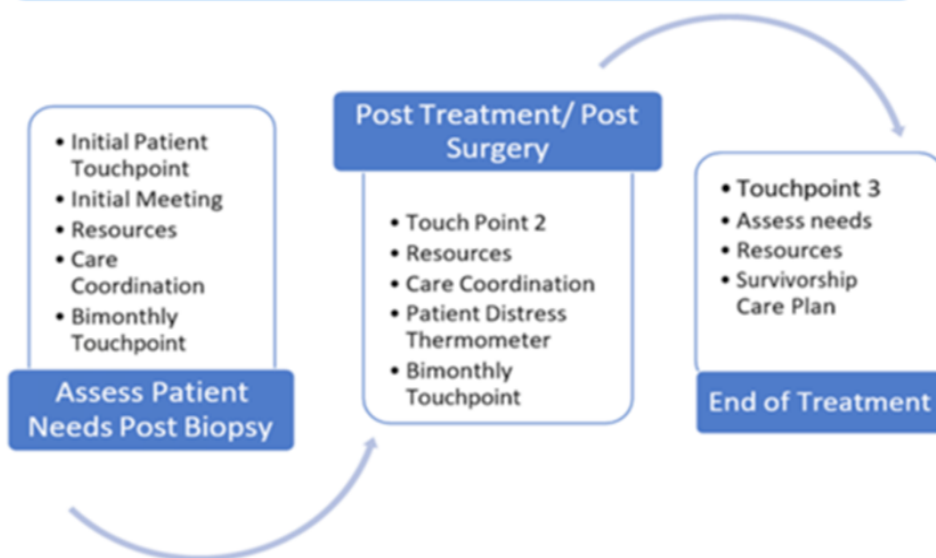 • Initial Patient
Touchpoint
• Initial Meeting
• Resources
• Care
Coordination
• Bimonthly
Touchpoint
Assess Patient
Needs Post Biopsy
Post Treatment/ Post
Surgery
• Touch Point 2
• Resources
• Care Coordination
• Patient Distress
Thermometer
• Bimonthly
Touchpoint
• Touchpoint 3
• Assess needs
• Resources
• Survivorship
Care Plan
End of Treatment